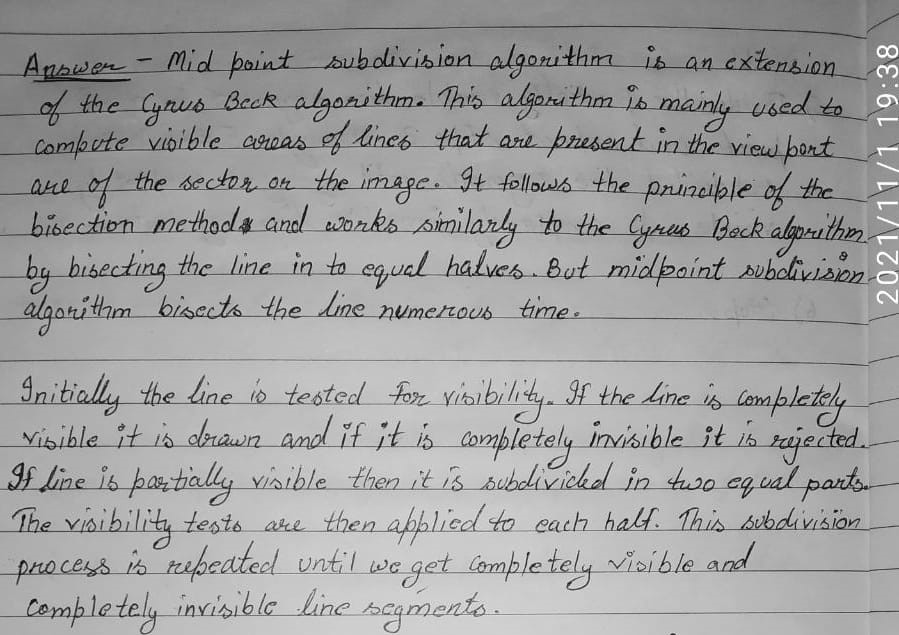 Answer - Mid point subdivision algorithm is an extension
of the Cyrus Beck algorithm. This algorithm is mainly used to
compute visible areas of lines that are present in the view port
are of the sector or the image. It follows the principle of the
bisection method and works similarly to the Cyrus Beck algorithm
by bisecting the line in to equal halves. But midpoint subdivision
algorithm bisects the line numerous time.
Initially the line is tested for visibility. If the line is completely
visible it is drawn and if it is completely invisible it is rejected.
If line is partially visible then it is subdivided in two equal parts.
The visibility tests are then applied to each half. This subdivision
process is repeated until we get completely visible and
completely invisible line segments.
2021/11/1 19:38